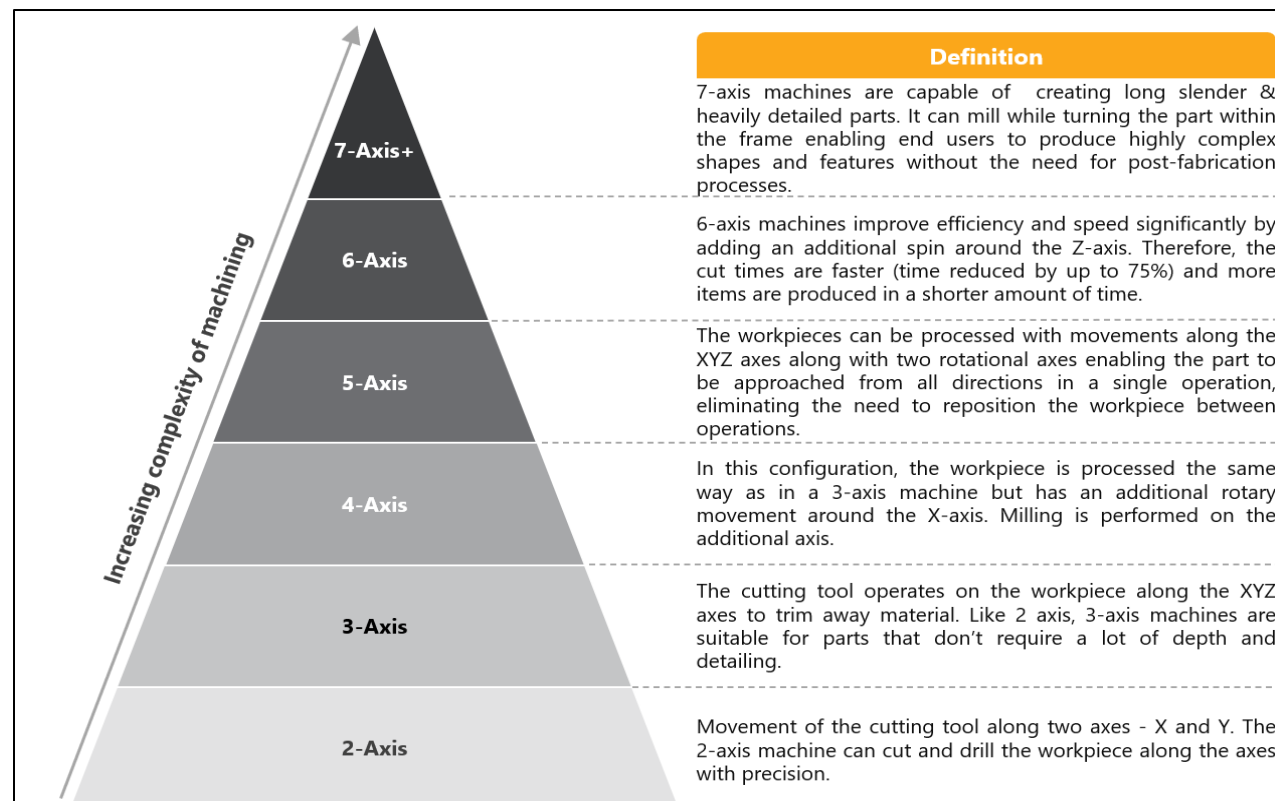 Definition
7-Axis+
7-axis machines are capable of creating long slender &
heavily detailed parts. It can mill while turning the part within
the frame enabling end users to produce highly complex
shapes and features without the need for post-fabrication
processes.
6-Axis
6-axis machines improve efficiency and speed significantly by
adding an additional spin around the Z-axis. Therefore, the
cut times are faster (time reduced by up to 75%) and more
items are produced in a shorter amount of time.
5-Axis
The workpieces can be processed with movements along the
XYZ axes along with two rotational axes enabling the part to
be approached from all directions in a single operation,
eliminating the need to reposition the workpiece between
operations.
4-Axis
In this configuration, the workpiece is processed the same
way as in a 3-axis machine but has an additional rotary
movement around the X-axis. Milling is performed on the
additional axis.
3-Axis
The cutting tool operates on the workpiece along the XYZ
axes to trim away material. Like 2 axis, 3-axis machines are
suitable for parts that don’t require a lot of depth and
detailing.
2-Axis
Movement of the cutting tool along two axes - X and Y. The
2-axis machine can cut and drill the workpiece along the axes
with precision.
Increasing complexity of machining